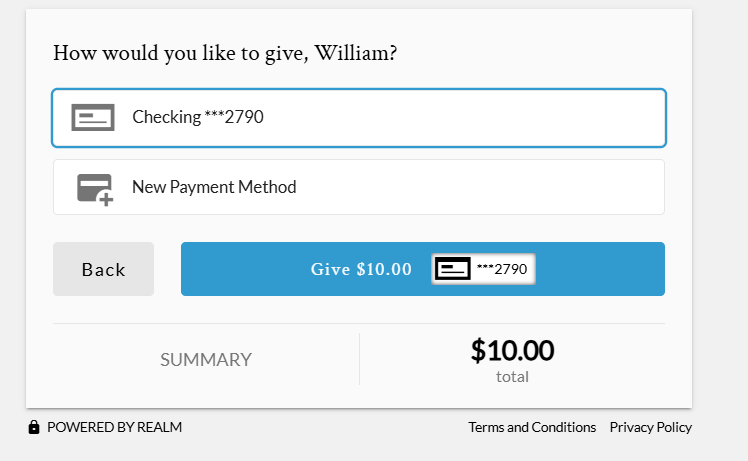 How would you like to give, William?
Checking ***2790
New Payment Method
Back
Give $10.00 ***2790
SUMMARY
$10.00
total
POWERED BY REALM
Terms and Conditions Privacy Policy